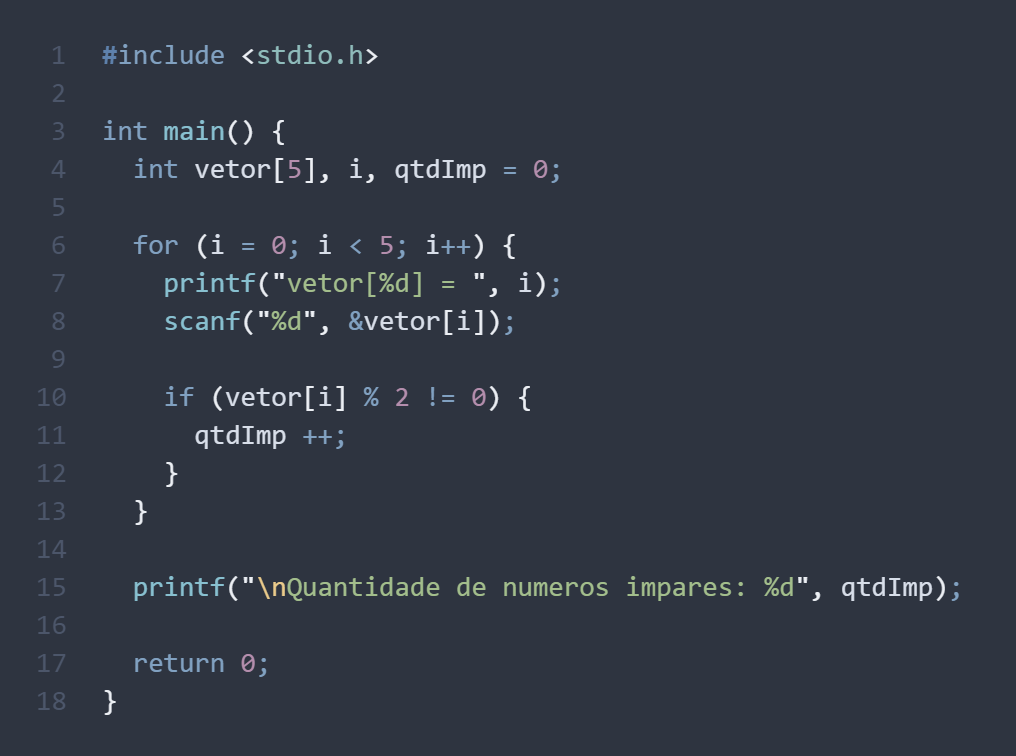 1 #include <stdio.h>
2
3 int main() {
4   int vetor[5], i, qtdImp = 0;
5
6   for (i = 0; i < 5; i++) {
7     printf("vetor[%d] = ", i);
8     scanf("%d", &vetor[i]);
9
10     if (vetor[i] % 2 != 0) {
11       qtdImp ++;
12     }
13   }
14
15   printf("\nQuantidade de numeros impares: %d", qtdImp);
16
17   return 0;
18 }